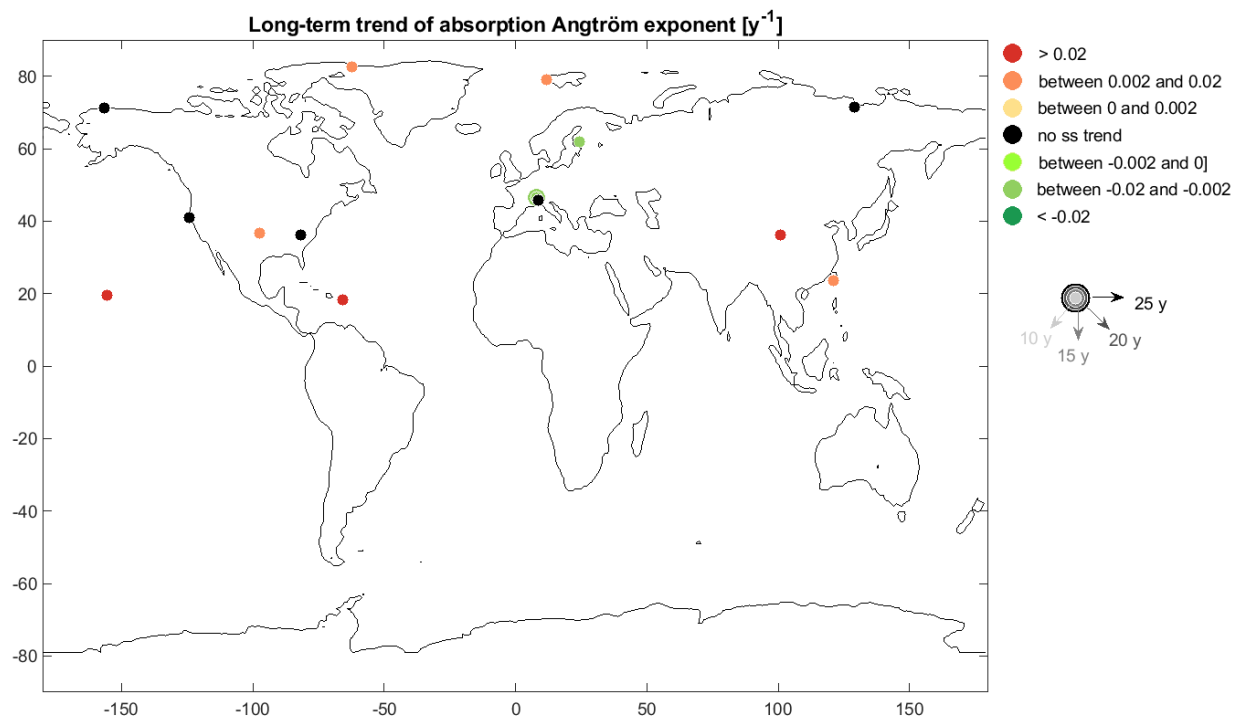 Long-term trend of absorption Angtröm exponent [y⁻¹]
> 0.02
between 0.002 and 0.02
between 0 and 0.002
no ss trend
between -0.002 and 0]
between -0.02 and -0.002
< -0.02
25 y
10 y
20 y
15 y
80
60
40
20
0
-20
-40
-60
-80
-150
-100
-50
0
50
100
150